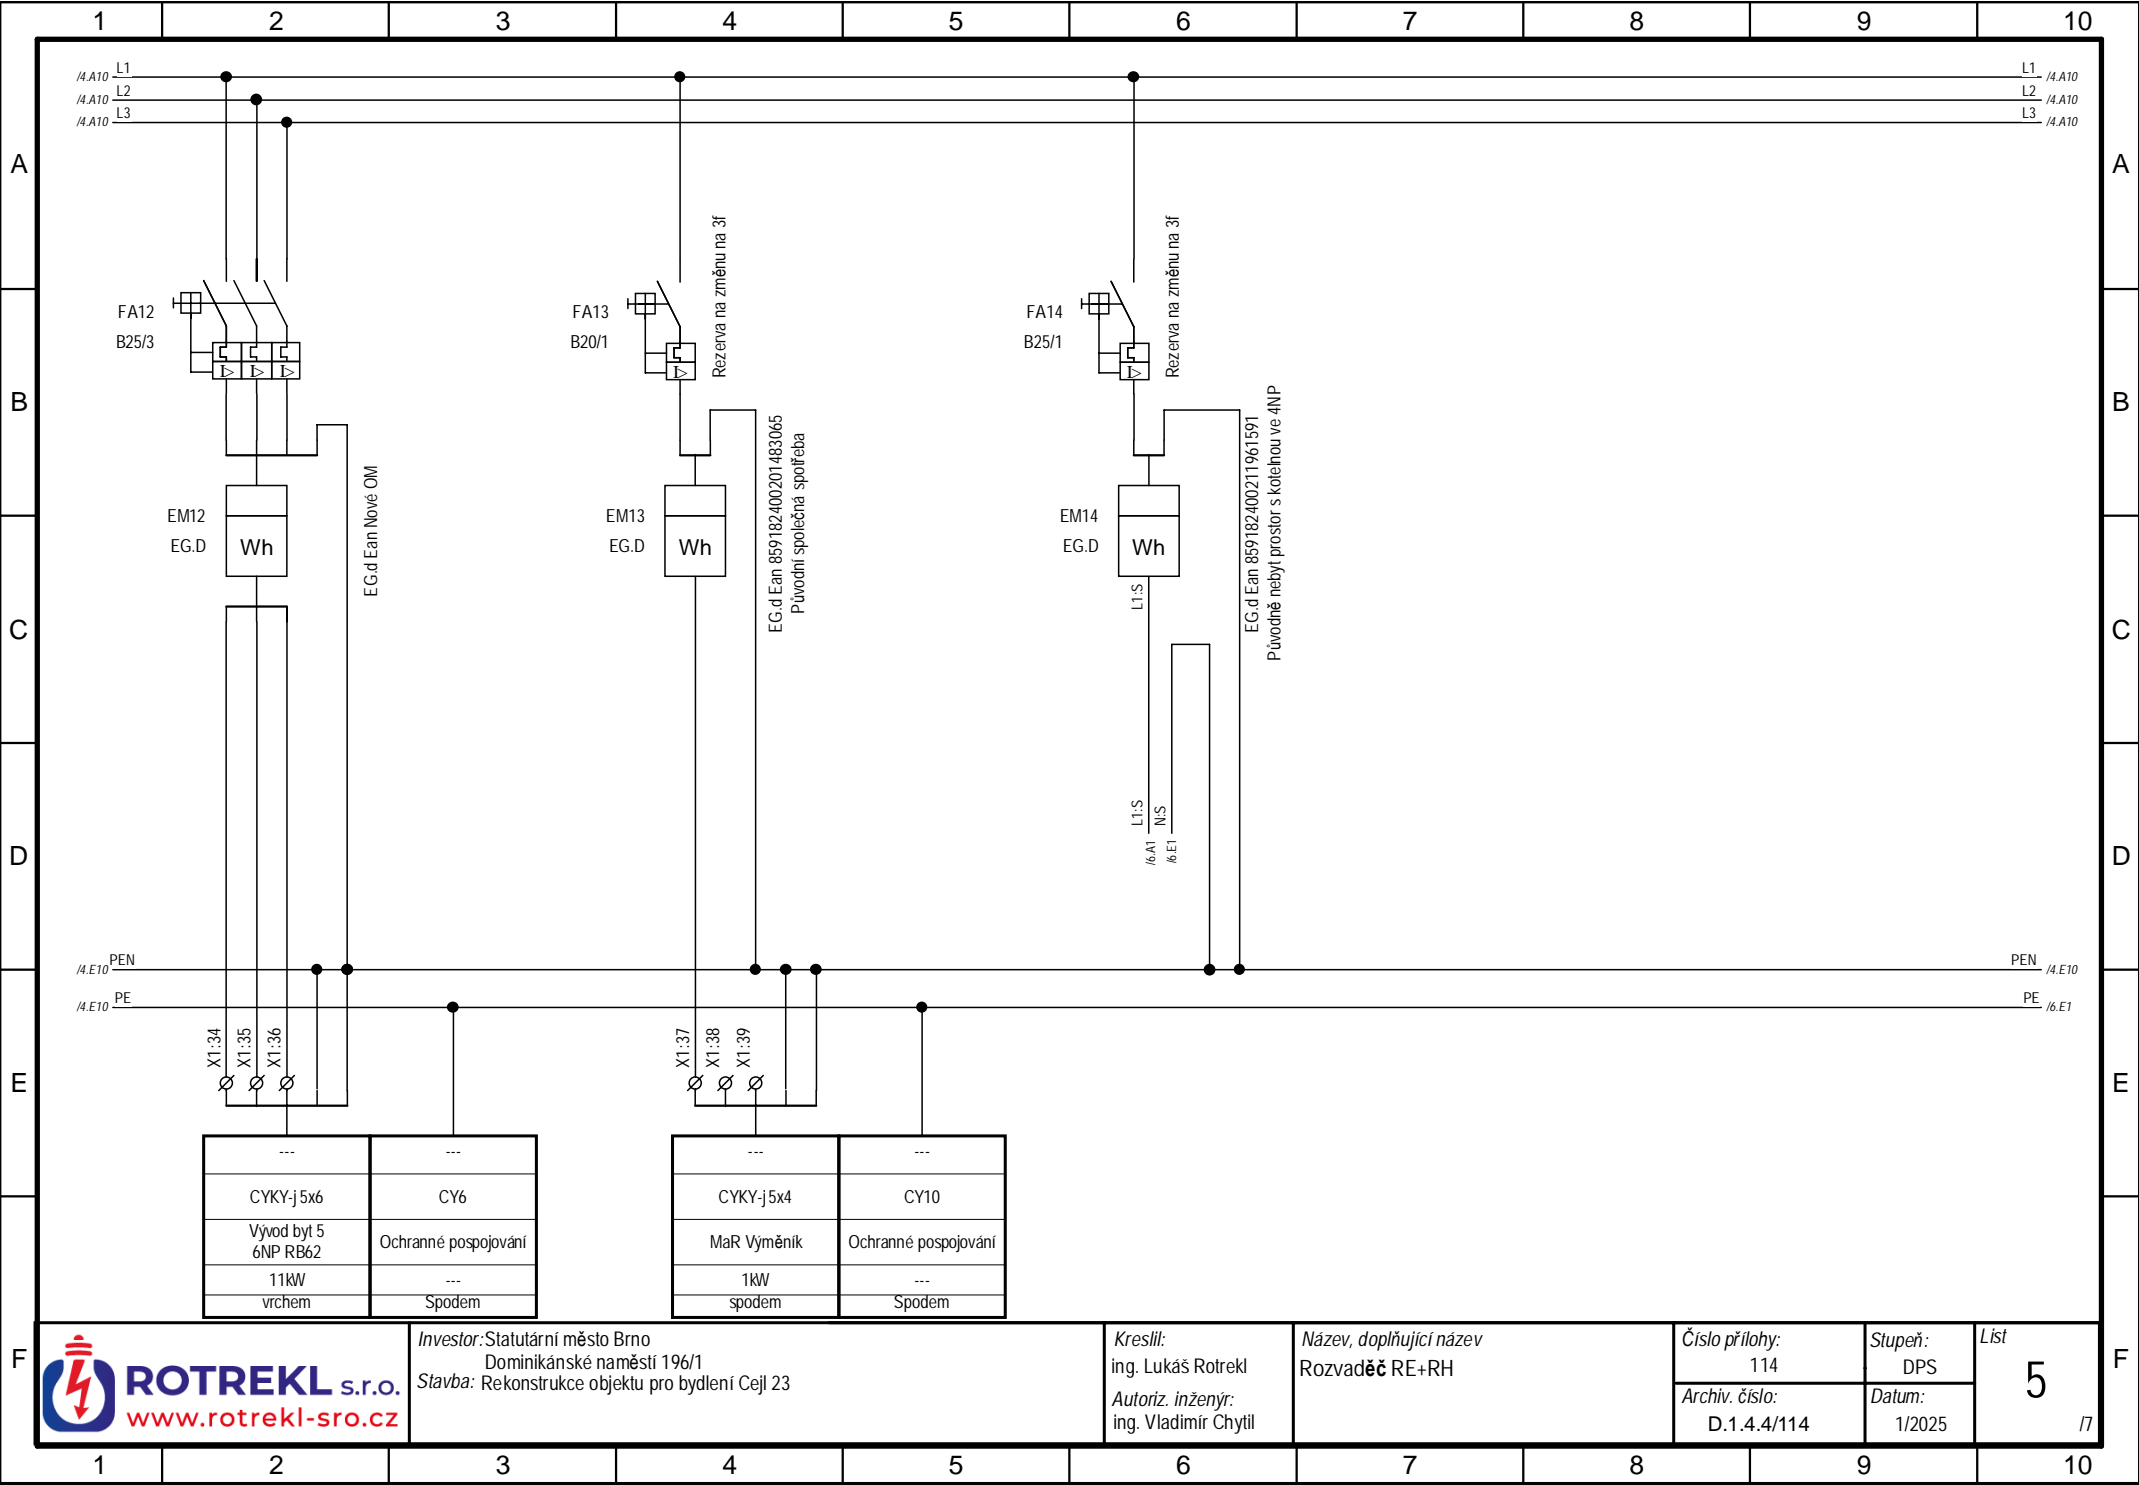 1 2 3 4 5 6 7 8 9 10
/4.A10 L1 L1 /4.A10
/4.A10 L2 L2 /4.A10
/4.A10 L3 L3 /4.A10
A A
Rezerva na změnu na 3f
Rezerva na změnu na 3f
FA12
B25/3
I> I> I>
FA13
B20/1
I>
FA14
B25/1
I>
B B
EM12
EG.D
Wh
EG.d Ean Nové OM
EM13
EG.D
Wh
EG.d Ean 859182400201483065
Původní společná spotřeba
EM14
EG.D
Wh
EG.d Ean 859182400211961591
Původně nebyt prostor s kotelnou ve 4NP
L1:S
C C
L1:S
N:S
/6.A1
/6.E1
D D
/4.E10 PEN PEN /4.E10
/4.E10 PE PE /6.E1
X1:34
X1:35
X1:36
X1:37
X1:38
X1:39
E E
--- --- --- ---
CYKY-j 5x6 CY6 CYKY-j 5x4 CY10
Vývod byt 5
6NP RB62
Ochranné pospojování
MaR Výměník
Ochranné pospojování
11kW --- 1kW ---
vrchem Spodem spodem Spodem
F F
ROTREKL s.r.o.
www.rotrekl-sro.cz
Investor: Statutární město Brno
Dominikánské naměstí 196/1
Stavba: Rekonstrukce objektu pro bydlení Cejl 23
Kreslil:
ing. Lukáš Rotrekl
Autoriz. inženýr:
ing. Vladimír Chytil
Název, doplňující název
Rozvaděč RE+RH
Číslo přílohy:
114
Archiv. číslo:
D.1.4.4/114
Stupeň:
DPS
Datum:
1/2025
List
5
/7
1 2 3 4 5 6 7 8 9 10